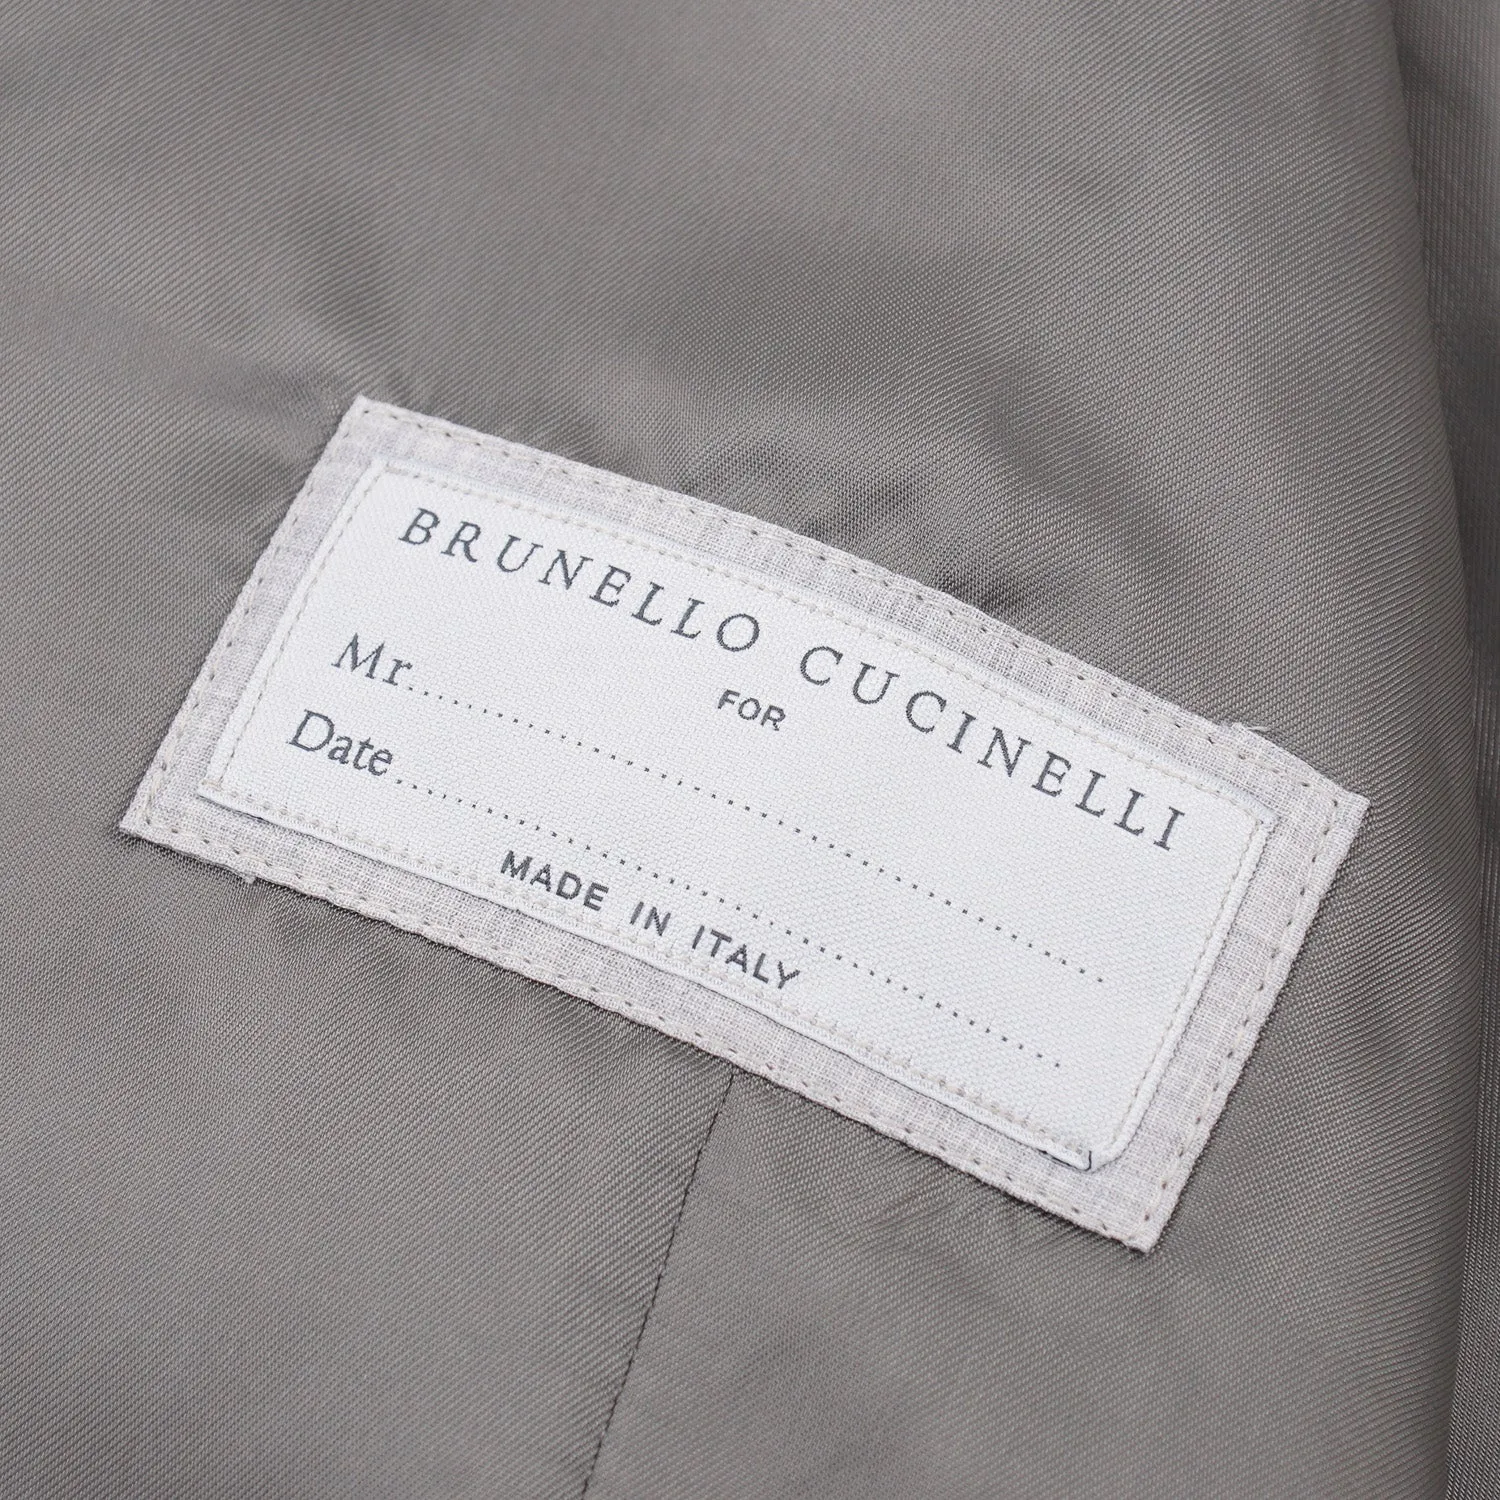 BRUNELLO CUCINELLI
FOR
Mr.......................................................
Date.......................................................
MADE IN ITALY